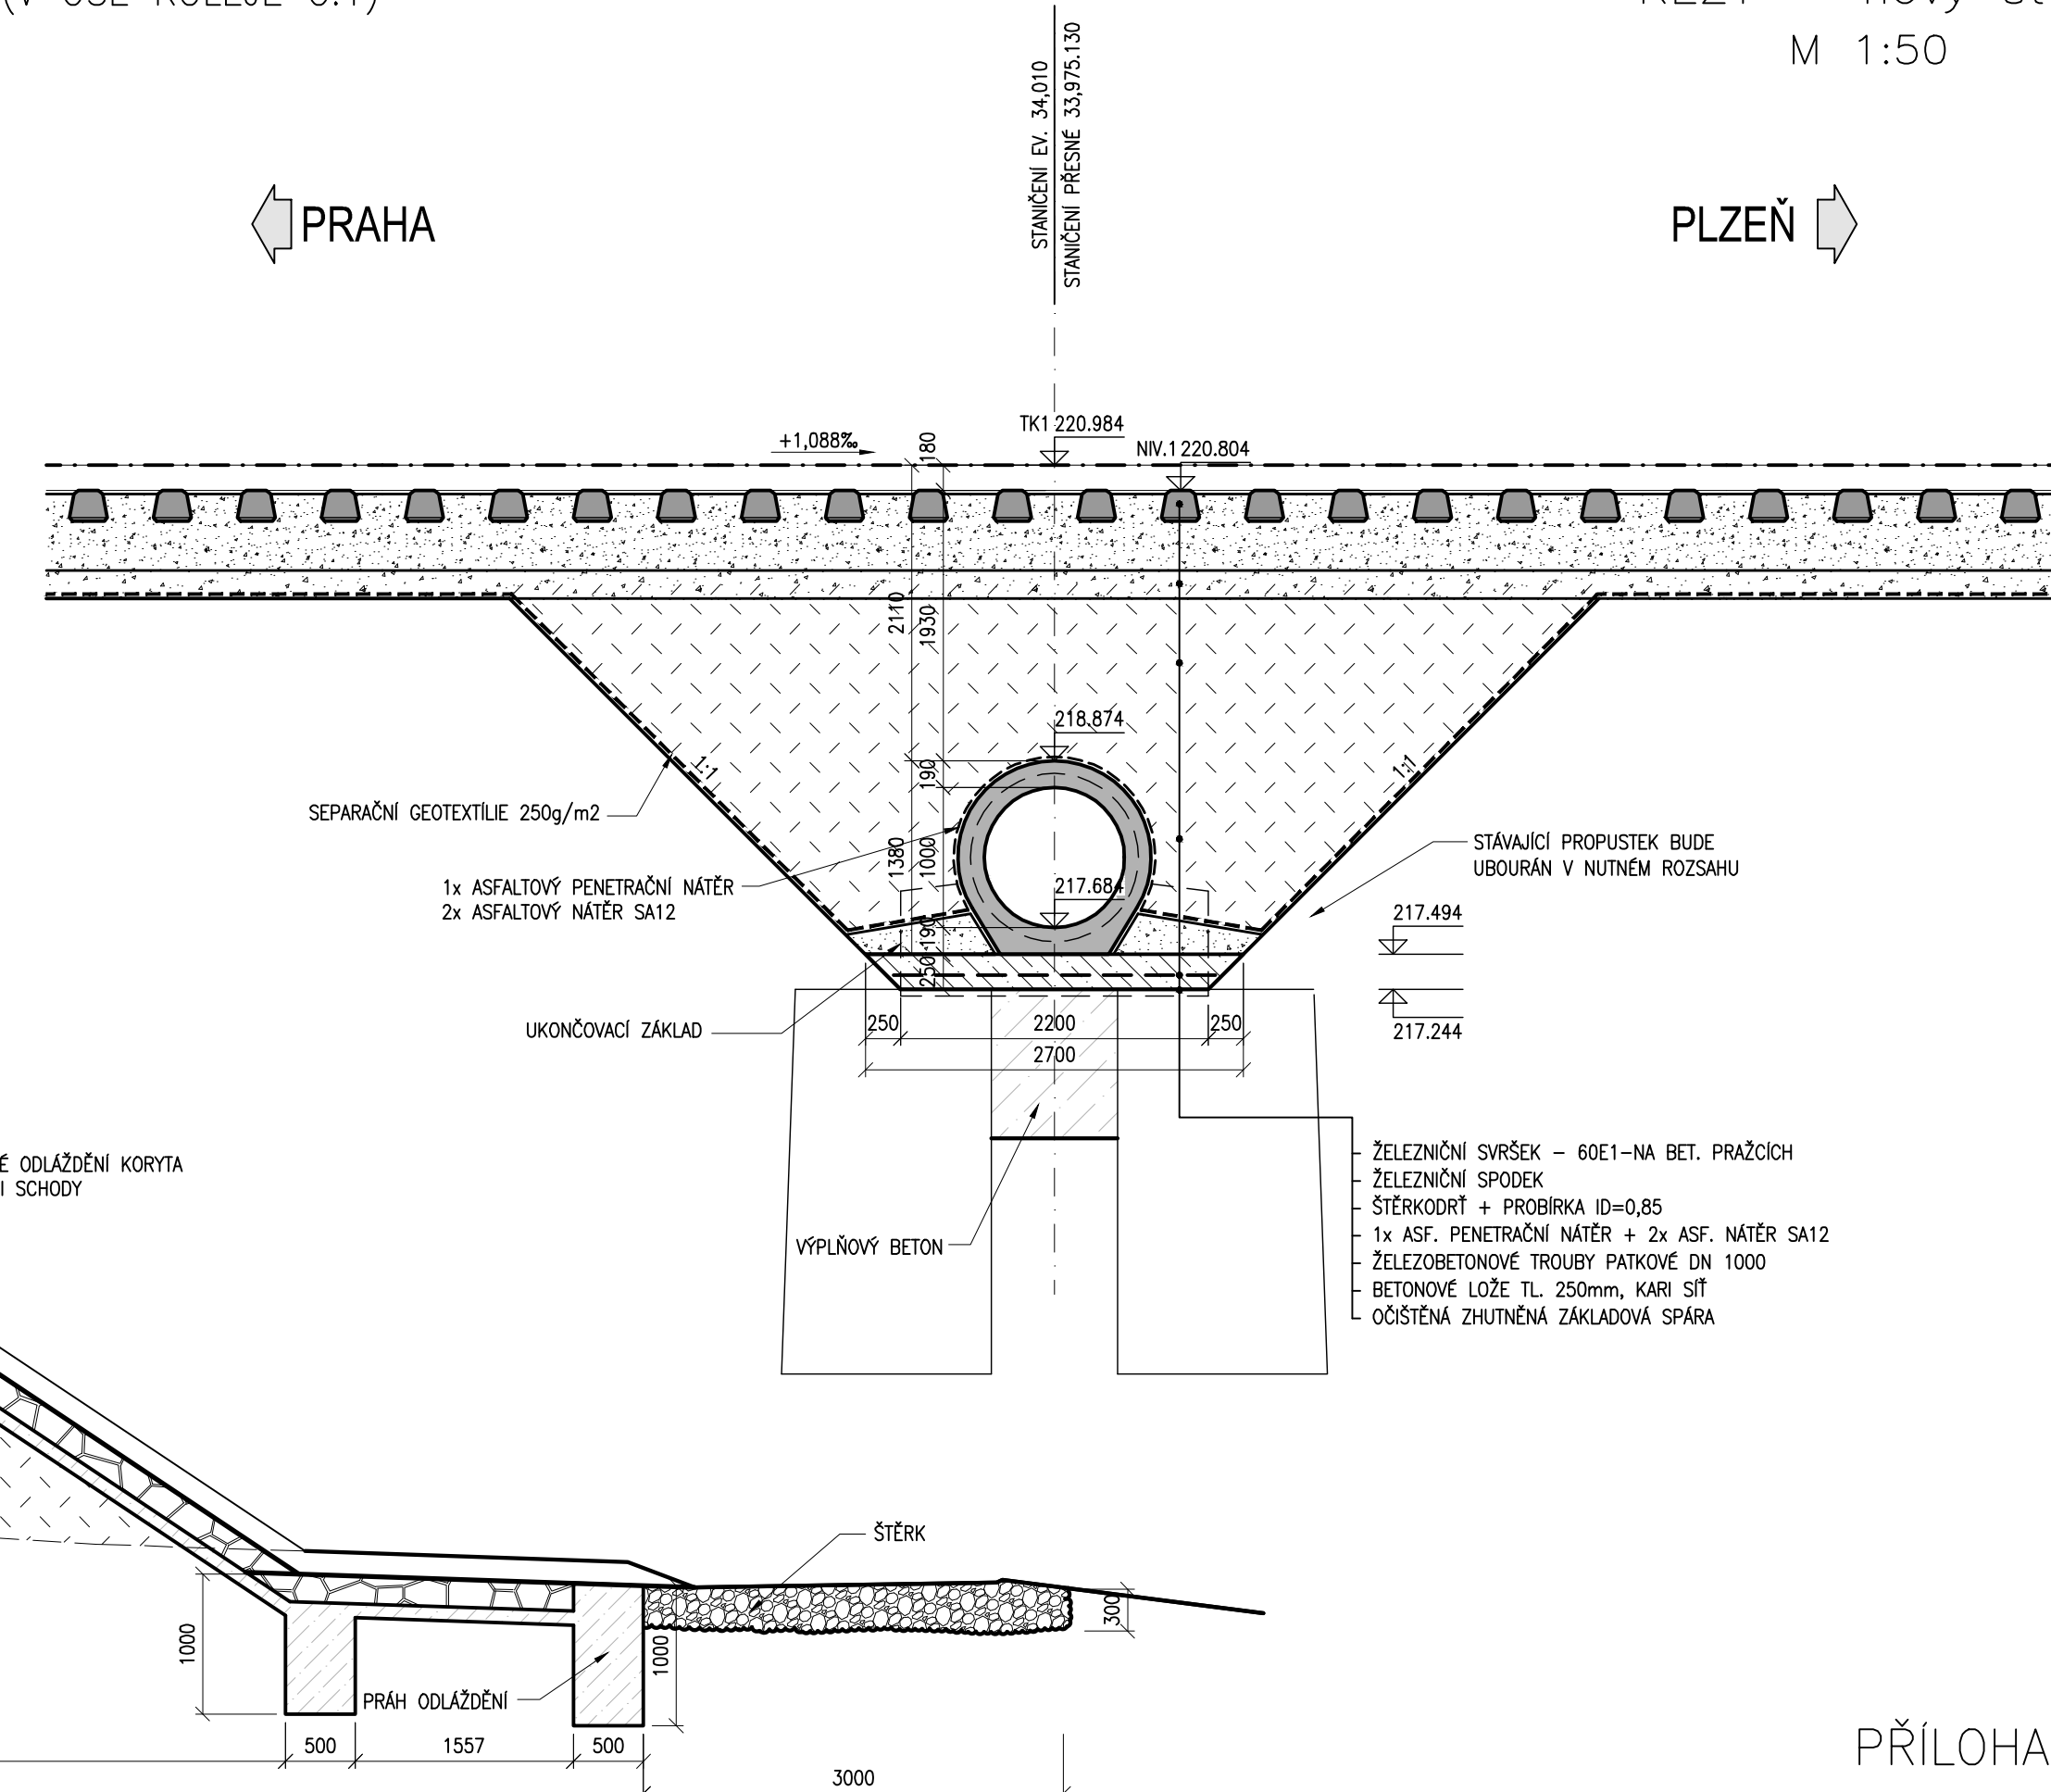 (V OSE KOLEJE č.1)
M 1:50
STANIČENÍ EV. 34,010
STANIČENÍ PŘESNÉ 33,975.130
PRAHA
PLZEŇ
+1,088‰
180
TK1 220.984
NIV.1 220.804
2110
1930
218.874
1:1
1:1
190
SEPARAČNÍ GEOTEXTÍLIE 250g/m2
1380
1000
STÁVAJÍCÍ PROPUSTEK BUDE
UBOURÁN V NUTNÉM ROZSAHU
1x ASFALTOVÝ PENETRAČNÍ NÁTĚR
2x ASFALTOVÝ NÁTĚR SA12
217.684
217.494
190
250
UKONČOVACÍ ZÁKLAD
250
2200
250
217.244
2700
É ODLÁŽDĚNÍ KORYTA
I SCHODY
ŽELEZNIČNÍ SVRŠEK – 60E1–NA BET. PRAŽCÍCH
ŽELEZNIČNÍ SPODEK
ŠTĚRKODRŤ + PROBÍRKA ID=0,85
1x ASF. PENETRAČNÍ NÁTĚR + 2x ASF. NÁTĚR SA12
ŽELEZOBETONOVÉ TROUBY PATKOVÉ DN 1000
BETONOVÉ LOŽE TL. 250mm, KARI SÍŤ
OČIŠTĚNÁ ZHUTNĚNÁ ZÁKLADOVÁ SPÁRA
VÝPLŇOVÝ BETON
ŠTĚRK
300
1000
1000
PRÁH ODLÁŽDĚNÍ
500
1557
500
3000
PŘÍLOHA